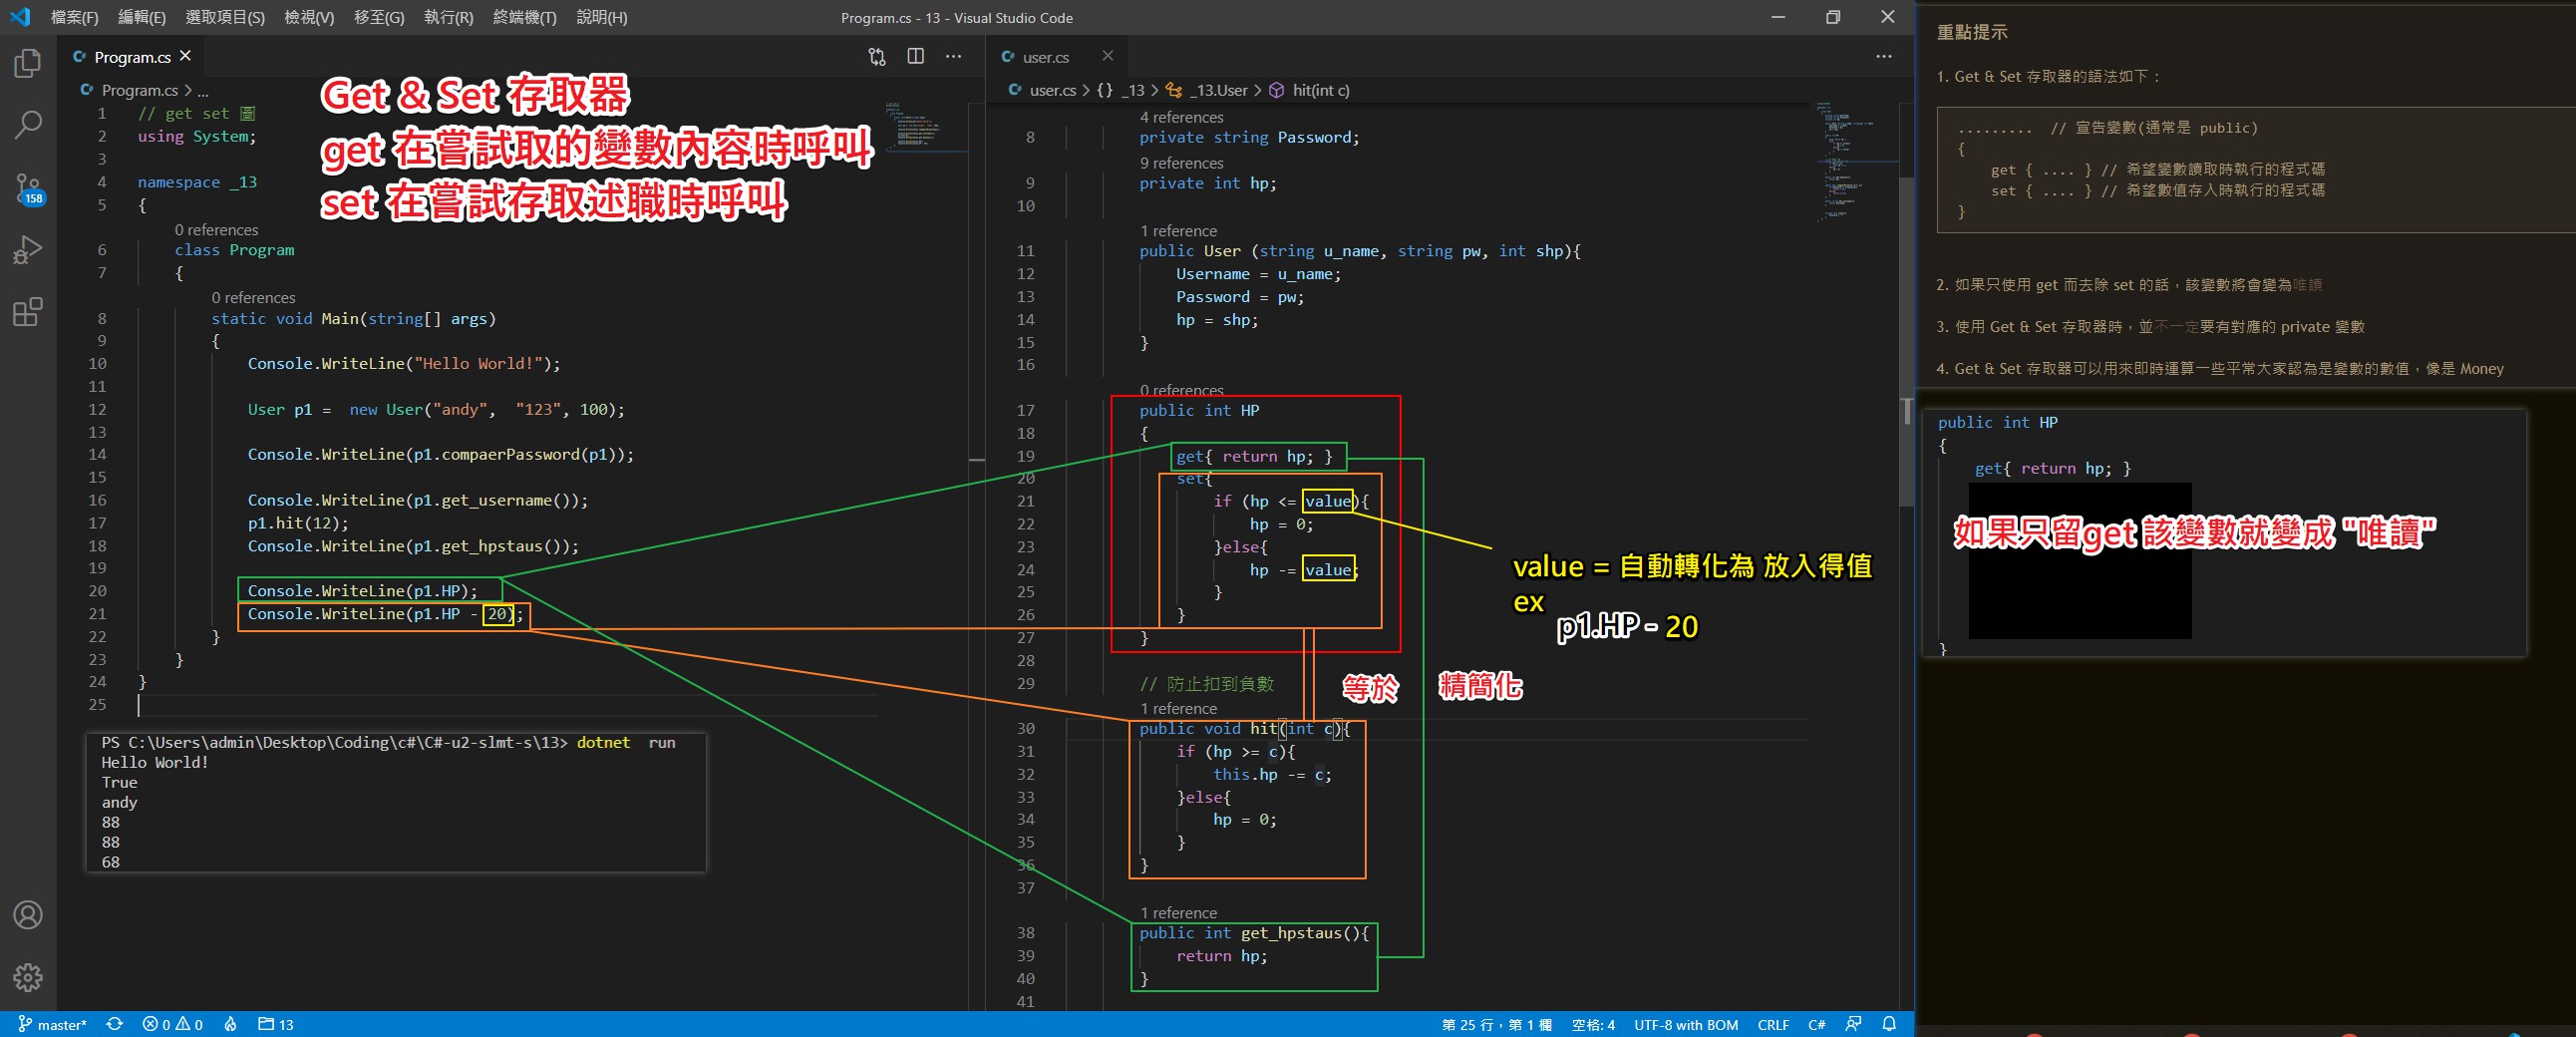 檔案(F) 編輯(E) 選取項目(S) 檢視(V) 移至(G) 執行(R) 終端機(T) 說明(H)
Program.cs - 13 - Visual Studio Code
Program.cs
Program.cs > ...
Get & Set 存取器
get 在嘗試取的變數內容時呼叫
set 在嘗試存取述職時呼叫
158
1 // get set 圖
2 using System;
3
4 namespace _13
5 {
0 references
6 class Program
7 {
0 references
8 static void Main(string[] args)
9 {
10 Console.WriteLine("Hello World!");
11
12 User p1 =  new User("andy",  "123", 100);
13
14 Console.WriteLine(p1.compaerPassword(p1));
15
16 Console.WriteLine(p1.get_username());
17 p1.hit(12);
18 Console.WriteLine(p1.get_hpstaus());
19
20 Console.WriteLine(p1.HP);
21 Console.WriteLine(p1.HP - 20);
22 }
23 }
24 }
25
PS C:\Users\admin\Desktop\Coding\c#\C#-u2-slmt-s\13> dotnet  run
Hello World!
True
andy
88
88
68
user.cs
user.cs > {} _13 > _13.User > hit(int c)
4 references
8 private string Password;
9 references
9 private int hp;
10
1 reference
11 public User (string u_name, string pw, int shp){
12 Username = u_name;
13 Password = pw;
14 hp = shp;
15 }
16
0 references
17 public int HP
18 {
19 get{ return hp; }
20 set{
21 if (hp <= value){
22 hp = 0;
23 }else{
24 hp -= value;
25 }
26 }
27 }
28
29 // 防止扣到負數
1 reference
30 public void hit(int c){
31 if (hp >= c){
32 this.hp -= c;
33 }else{
34 hp = 0;
35 }
36 }
37
1 reference
38 public int get_hpstaus(){
39 return hp;
40 }
41
value = 自動轉化為 放入得值
ex
p1.HP - 20
等於
精簡化
重點提示
1. Get & Set 存取器的語法如下：
......... // 宣告變數(通常是 public)
{
get { .... } // 希望變數讀取時執行的程式碼
set { .... } // 希望數值存入時執行的程式碼
}
2. 如果只使用 get 而去除 set 的話，該變數將會變為唯讀
3. 使用 Get & Set 存取器時，並不一定要有對應的 private 變數
4. Get & Set 存取器可以用來即時運算一些平常大家認為是變數的數值，像是 Money
public int HP
{
get{ return hp; }
如果只留get 該變數就變成 "唯讀"
}
master* 0 0 13
第 25 行，第 1 欄 空格: 4 UTF-8 with BOM CRLF C#